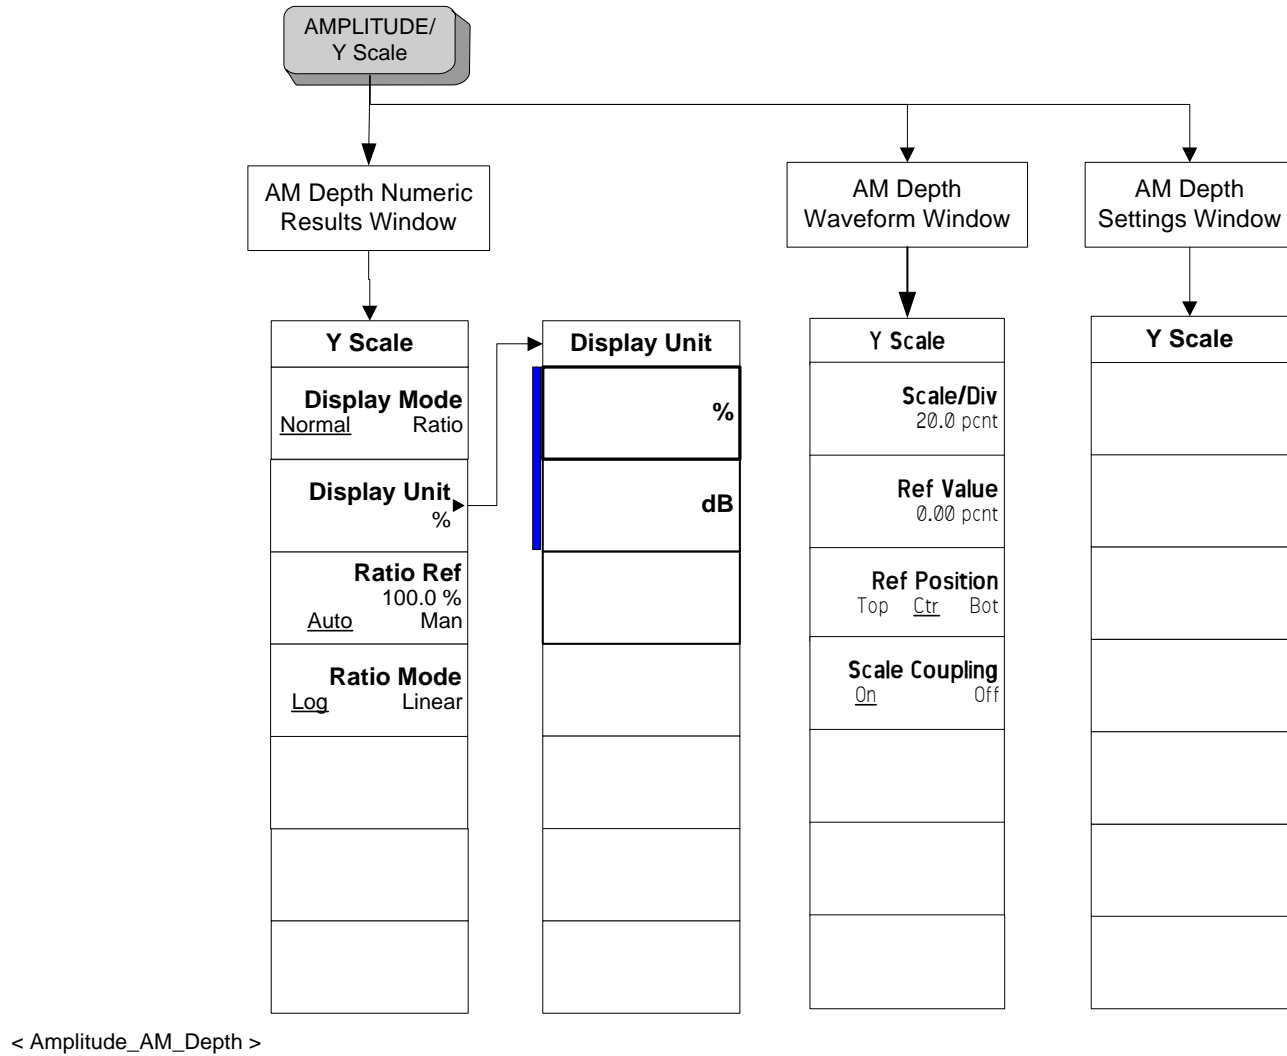 AMPLITUDE/
Y Scale
AM Depth Numeric
Results Window
AM Depth
Waveform Window
AM Depth
Settings Window
Y Scale
Display Mode
Normal Ratio
Display Unit
%
Ratio Ref
100.0 %
Auto Man
Ratio Mode
Log Linear
Display Unit
%
dB
Y Scale
Scale/Div
20.0 pcnt
Ref Value
0.00 pcnt
Ref Position
Top Ctr Bot
Scale Coupling
On Off
Y Scale
< Amplitude_AM_Depth >